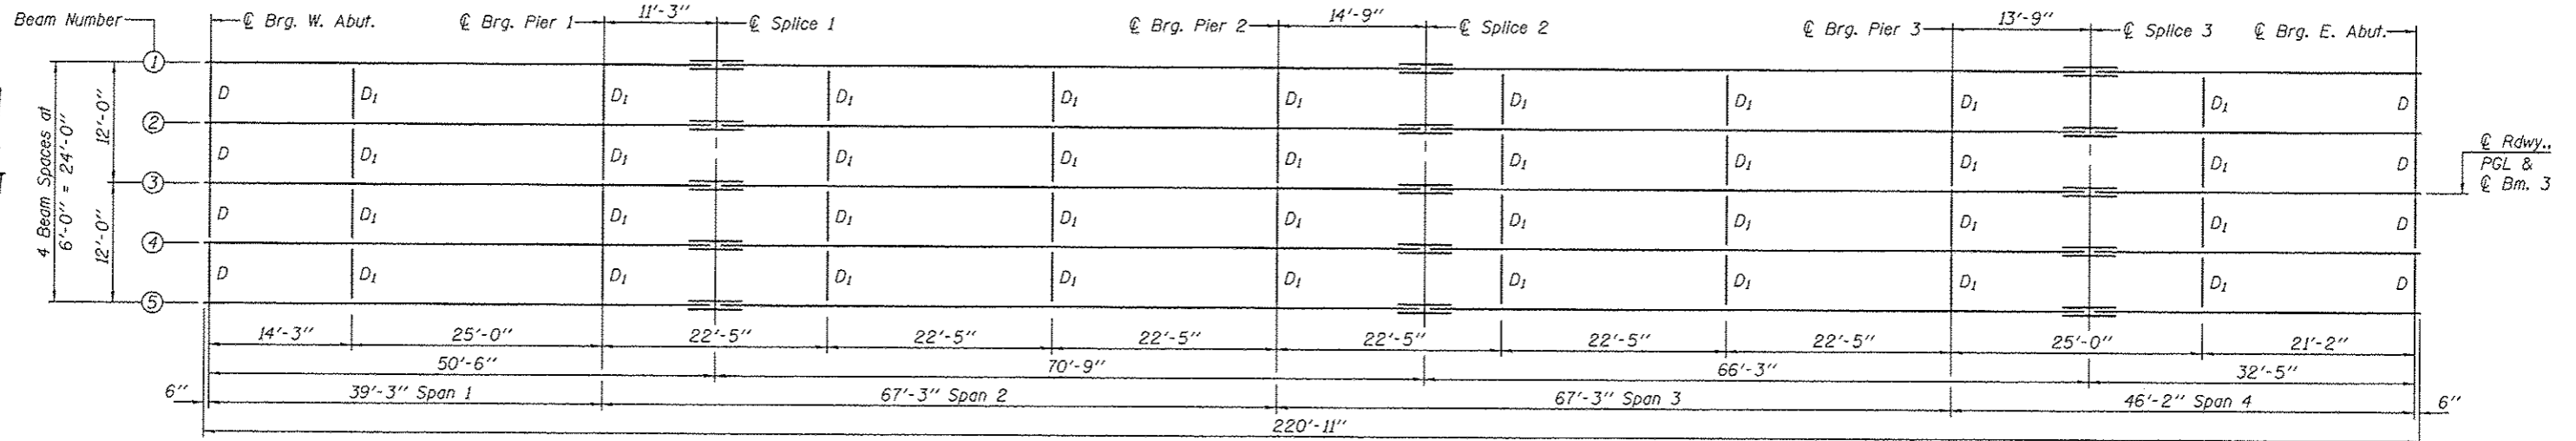 Beam Number
℄ Brg. W. Abut.
℄ Brg. Pier 1
11'-3"
℄ Splice 1
℄ Brg. Pier 2
14'-9"
℄ Splice 2
℄ Brg. Pier 3
13'-9"
℄ Splice 3
℄ Brg. E. Abut.
1
D D1 D1 D1 D1 D1 D1 D1 D1 D1 D
2
D D1 D1 D1 D1 D1 D1 D1 D1 D1 D
3
D D1 D1 D1 D1 D1 D1 D1 D1 D1 D
4
D D1 D1 D1 D1 D1 D1 D1 D1 D1 D
5
4 Beam Spaces at
6'-0" = 24'-0"
12'-0"
12'-0"
℄ Rdwy.,
PGL &
℄ Bm. 3
14'-3" 25'-0" 22'-5" 22'-5" 22'-5" 22'-5" 22'-5" 22'-5" 25'-0" 21'-2"
50'-6" 70'-9" 66'-3" 32'-5"
6" 39'-3" Span 1 67'-3" Span 2 67'-3" Span 3 46'-2" Span 4 6"
220'-11"